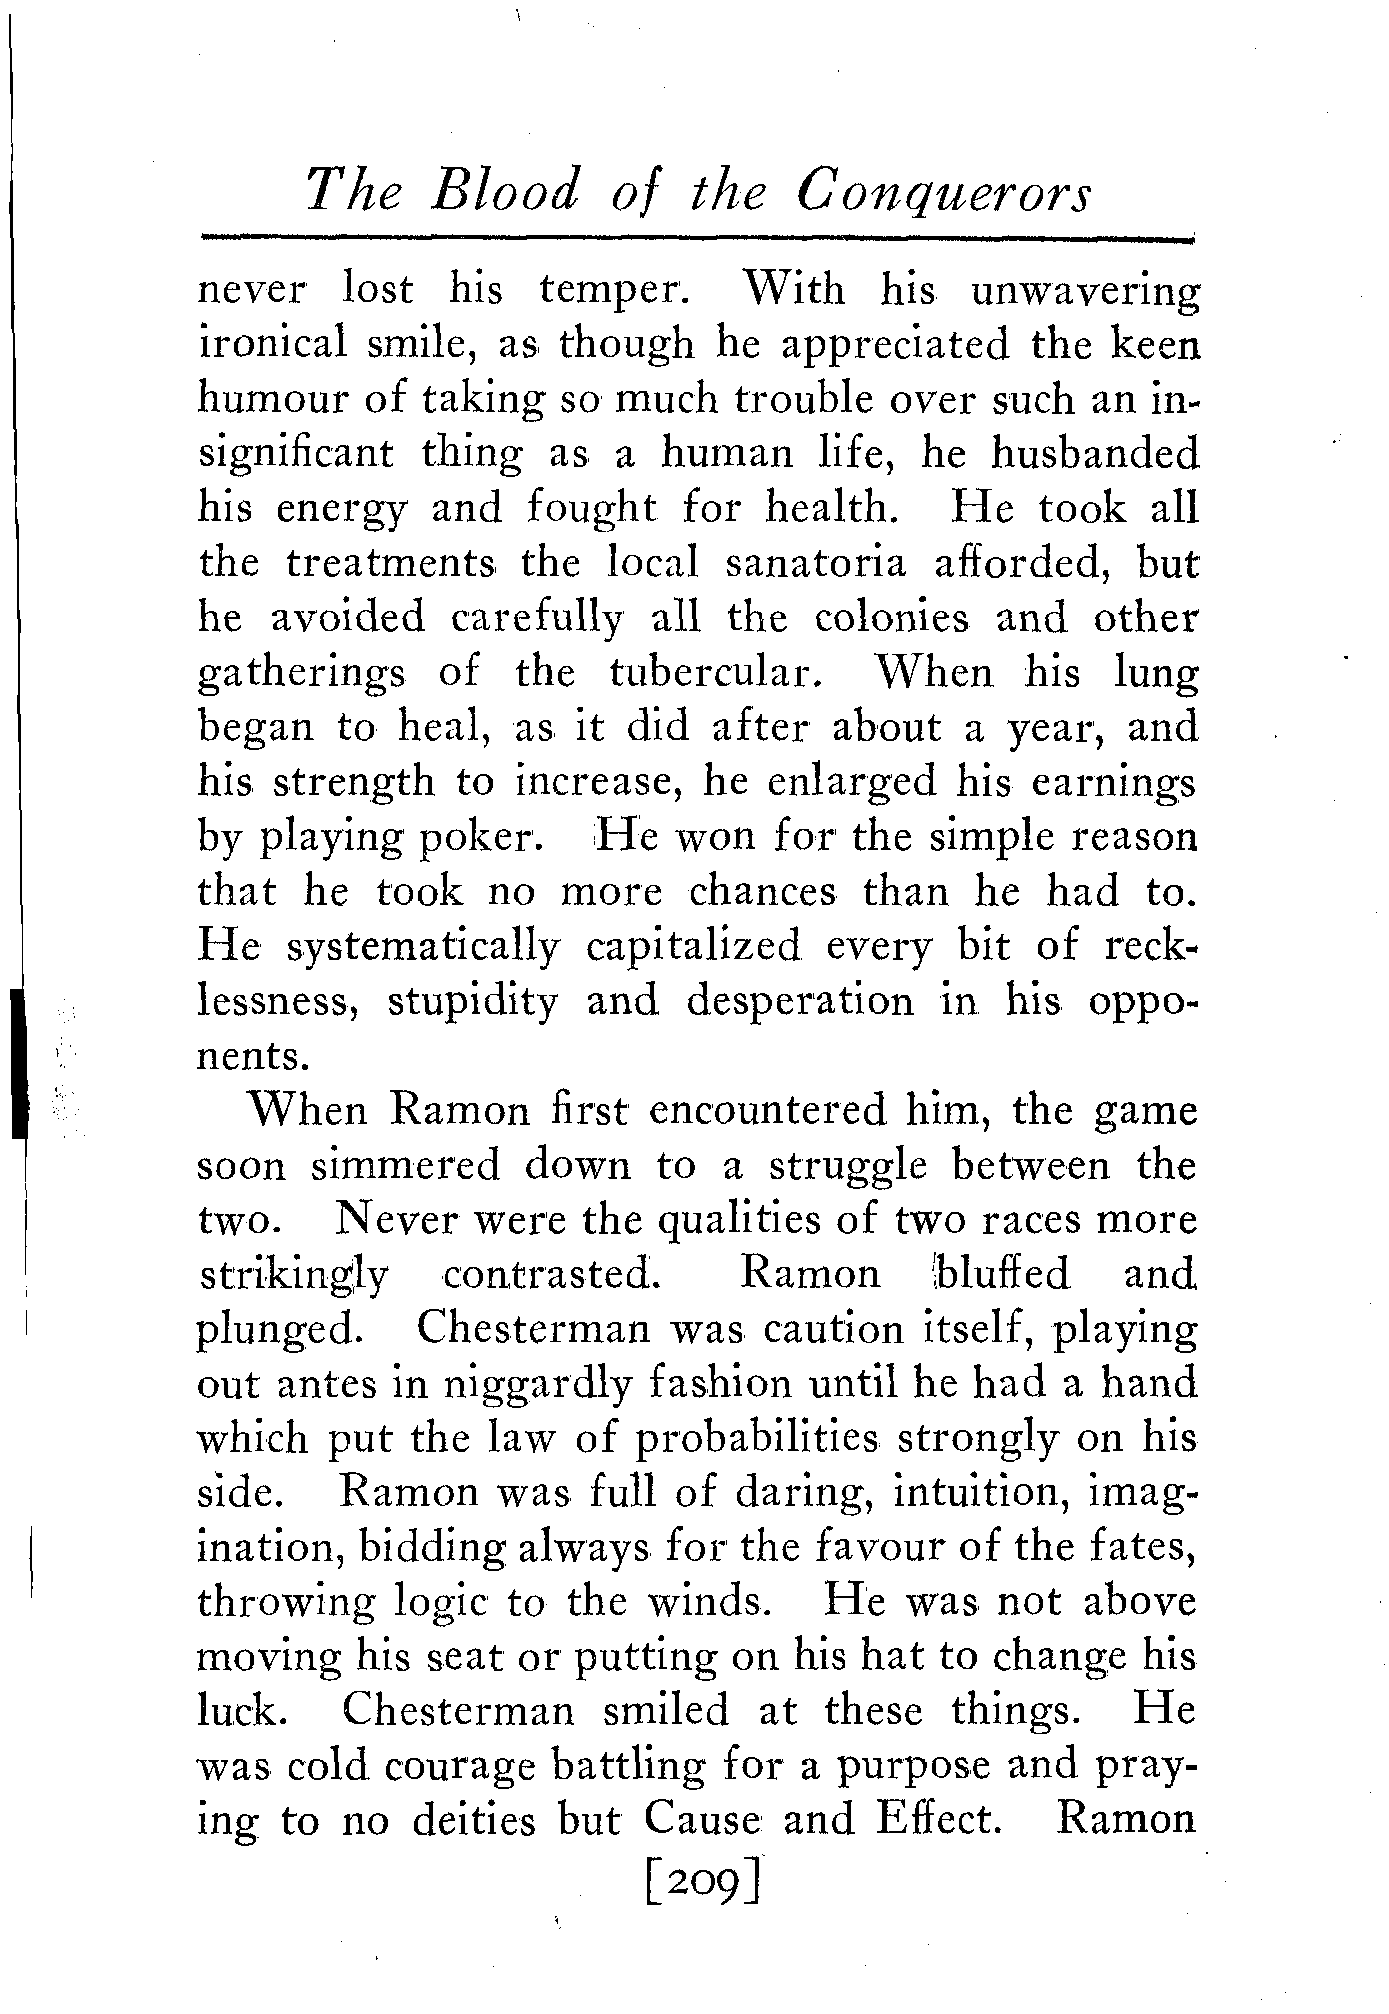 The Blood of the Conquerors
never lost his temper. With his unwavering
ironical smile, as though he appreciated the keen
humour of taking so much trouble over such an in-
significant thing as a human life, he husbanded
his energy and fought for health. He took all
the treatments the local sanatoria afforded, but
he avoided carefully all the colonies and other
gatherings of the tubercular. When his lung
began to heal, as it did after about a year, and
his strength to increase, he enlarged his earnings
by playing poker. He won for the simple reason
that he took no more chances than he had to.
He systematically capitalized every bit of reck-
lessness, stupidity and desperation in his oppo-
nents.
When Ramon first encountered him, the game
soon simmered down to a struggle between the
two. Never were the qualities of two races more
strikingly contrasted. Ramon bluffed and
plunged. Chesterman was caution itself, playing
out antes in niggardly fashion until he had a hand
which put the law of probabilities strongly on his
side. Ramon was full of daring, intuition, imag-
ination, bidding always for the favour of the fates,
throwing logic to the winds. He was not above
moving his seat or putting on his hat to change his
luck. Chesterman smiled at these things. He
was cold courage battling for a purpose and pray-
ing to no deities but Cause and Effect. Ramon
[209]